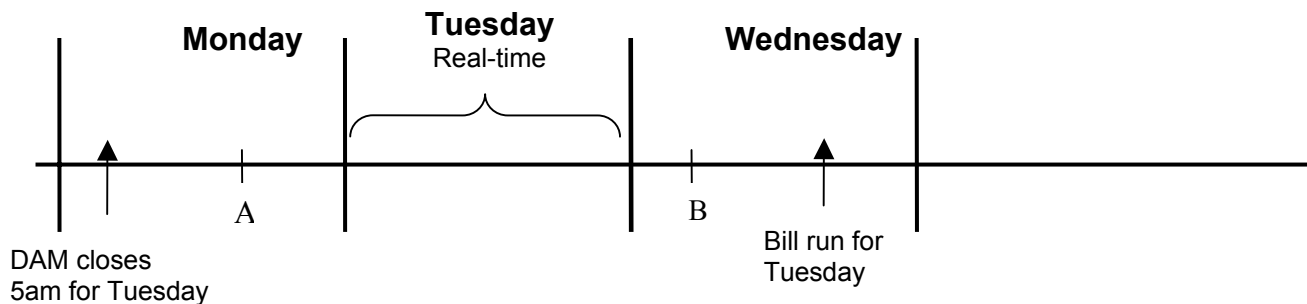 Monday
Tuesday
Real-time
Wednesday
A
B
DAM closes
5am for Tuesday
Bill run for
Tuesday